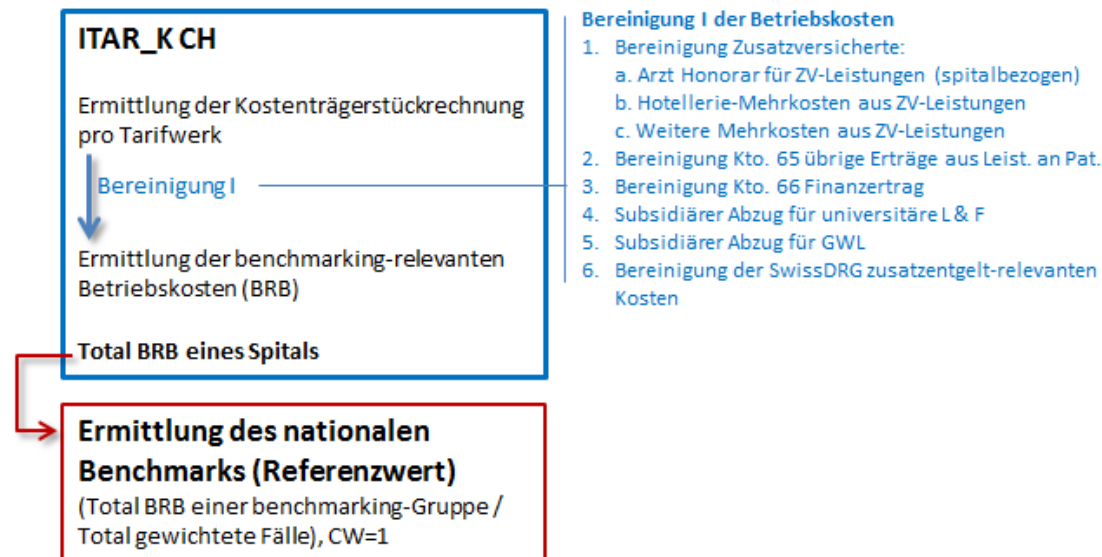 ITAR_K CH
Ermittlung der Kostenträgerstückrechnung
pro Tarifwerk
Bereinigung I
Ermittlung der benchmarking-relevanten
Betriebskosten (BRB)
Total BRB eines Spitals
Bereinigung I der Betriebskosten
1. Bereinigung Zusatzversicherte:
a. Arzt Honorar für ZV-Leistungen (spitalbezogen)
b. Hotellerie-Mehrkosten aus ZV-Leistungen
c. Weitere Mehrkosten aus ZV-Leistungen
2. Bereinigung Kto. 65 übrige Erträge aus Leist. an Pat.
3. Bereinigung Kto. 66 Finanzertrag
4. Subsidiärer Abzug für universitäre L & F
5. Subsidiärer Abzug für GWL
6. Bereinigung der SwissDRG zusatzentgelt-relevanten
Kosten
Ermittlung des nationalen
Benchmarks (Referenzwert)
(Total BRB einer benchmarking-Gruppe /
Total gewichtete Fälle), CW=1